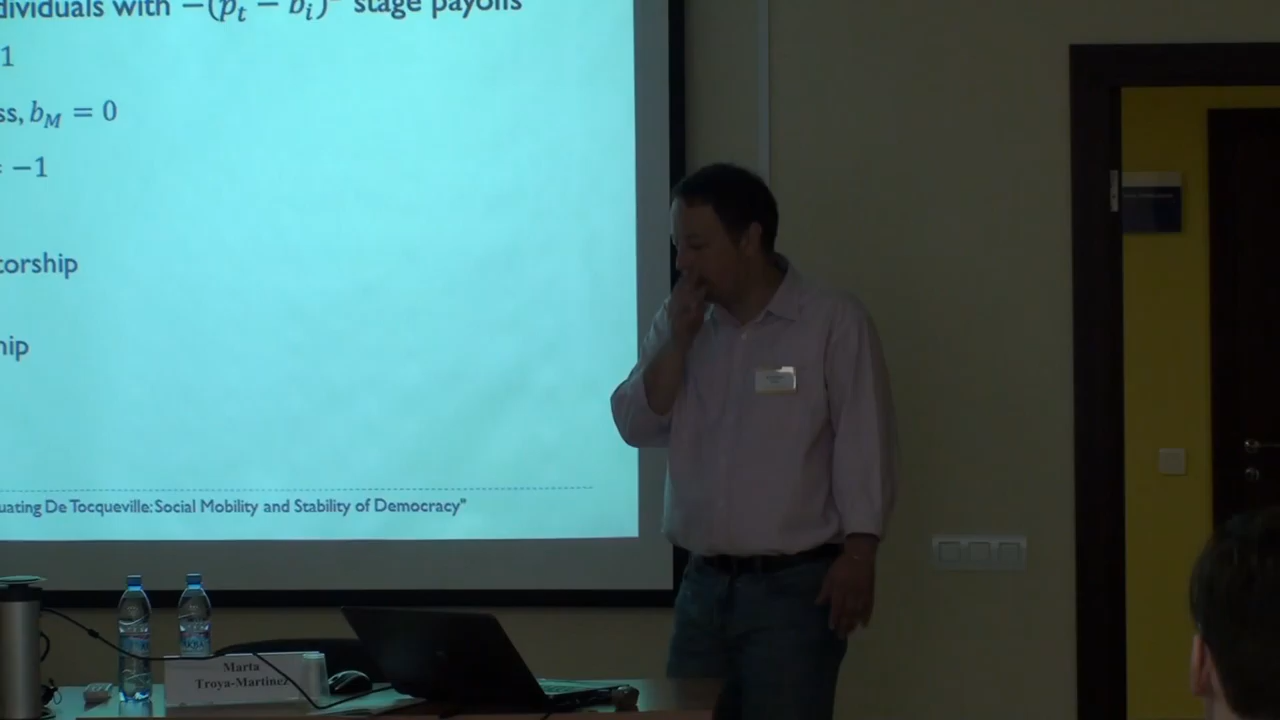 dividuals with −(p_t − b_i)² stage payoffs
1
ss, b_M = 0
= −1
torship
hip
uating De Tocqueville: Social Mobility and Stability of Democracy"
Marta
Troya-Martinez